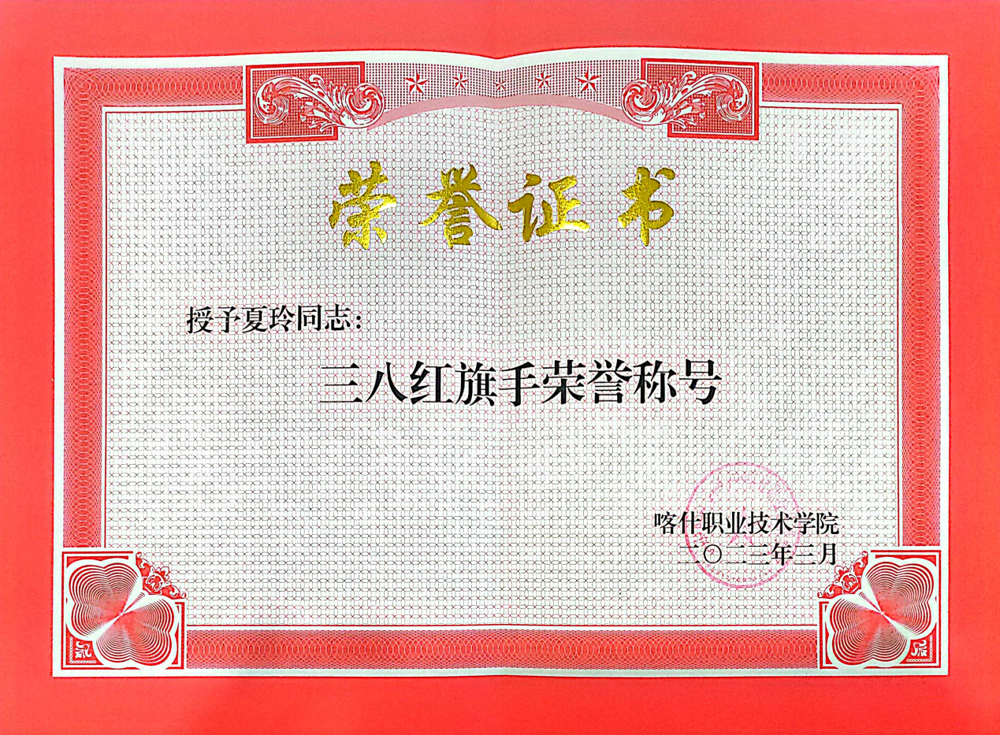 荣誉证书
授予夏玲同志：
三八红旗手荣誉称号
喀什职业技术学院
二〇二三年三月